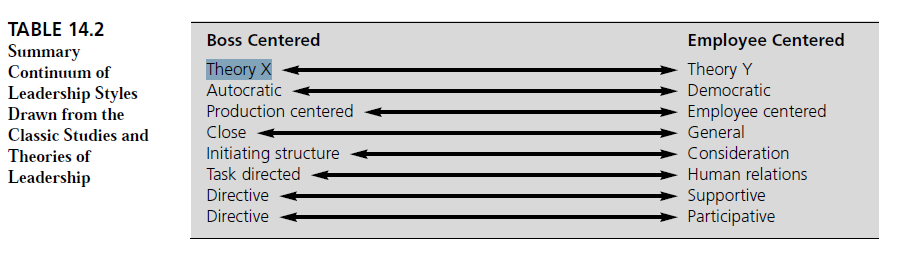 TABLE 14.2
Summary
Continuum of
Leadership Styles
Drawn from the
Classic Studies and
Theories of
Leadership
Boss Centered Employee Centered
Theory X Theory Y
Autocratic Democratic
Production centered Employee centered
Close General
Initiating structure Consideration
Task directed Human relations
Directive Supportive
Directive Participative